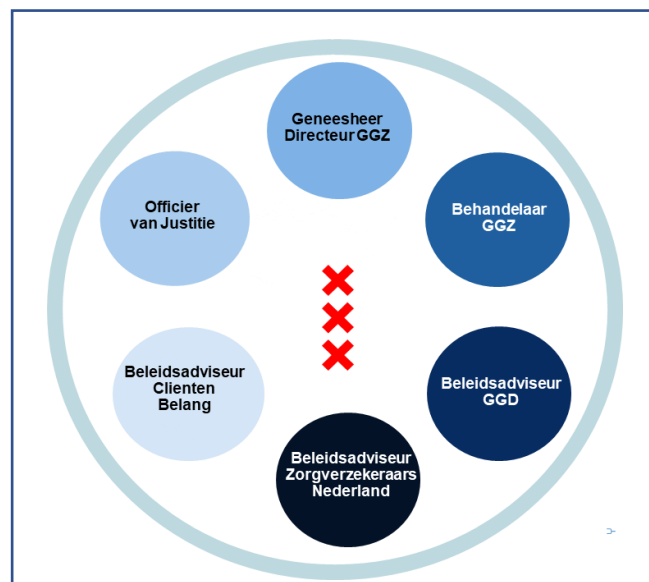 Geneesheer
Directeur GGZ
Behandelaar
GGZ
Beleidsadviseur
GGD
Beleidsadviseur
Zorgverzekeraars
Nederland
Beleidsadviseur
Clienten
Belang
Officier
van Justitie